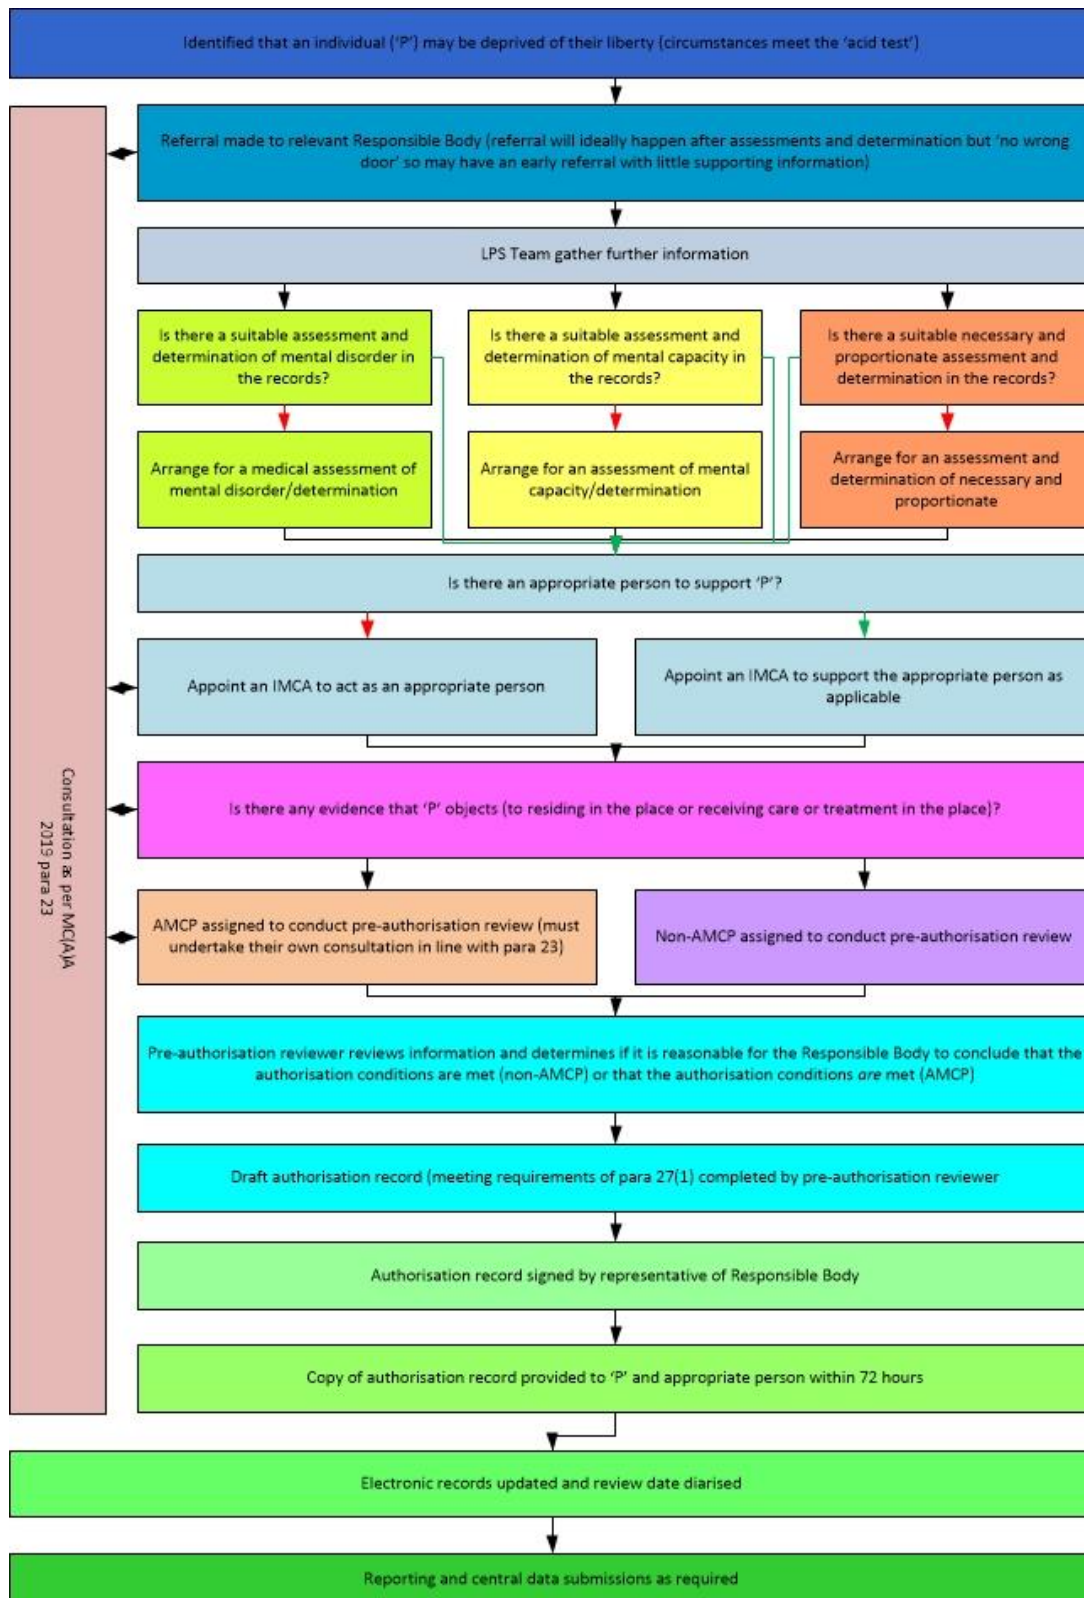 Identified that an individual ('P') may be deprived of their liberty (circumstances meet the 'acid test')
Referral made to relevant Responsible Body (referral will ideally happen after assessments and determination but 'no wrong
door' so may have an early referral with little supporting information)
LPS Team gather further information
Is there a suitable assessment and
determination of mental disorder in
the records?
Is there a suitable assessment and
determination of mental capacity in
the records?
Is there a suitable necessary and
proportionate assessment and
determination in the records?
Arrange for a medical assessment of
mental disorder/determination
Arrange for an assessment of mental
capacity/determination
Arrange for an assessment and
determination of necessary and
proportionate
Is there an appropriate person to support 'P'?
Appoint an IMCA to act as an appropriate person
Appoint an IMCA to support the appropriate person as
applicable
Consultation as per MC(A)A
2019 para 23
Is there any evidence that 'P' objects (to residing in the place or receiving care or treatment in the place)?
AMCP assigned to conduct pre-authorisation review (must
undertake their own consultation in line with para 23)
Non-AMCP assigned to conduct pre-authorisation review
Pre-authorisation reviewer reviews information and determines if it is reasonable for the Responsible Body to conclude that the
authorisation conditions are met (non-AMCP) or that the authorisation conditions are met (AMCP)
Draft authorisation record (meeting requirements of para 27(1) completed by pre-authorisation reviewer
Authorisation record signed by representative of Responsible Body
Copy of authorisation record provided to 'P' and appropriate person within 72 hours
Electronic records updated and review date diarised
Reporting and central data submissions as required